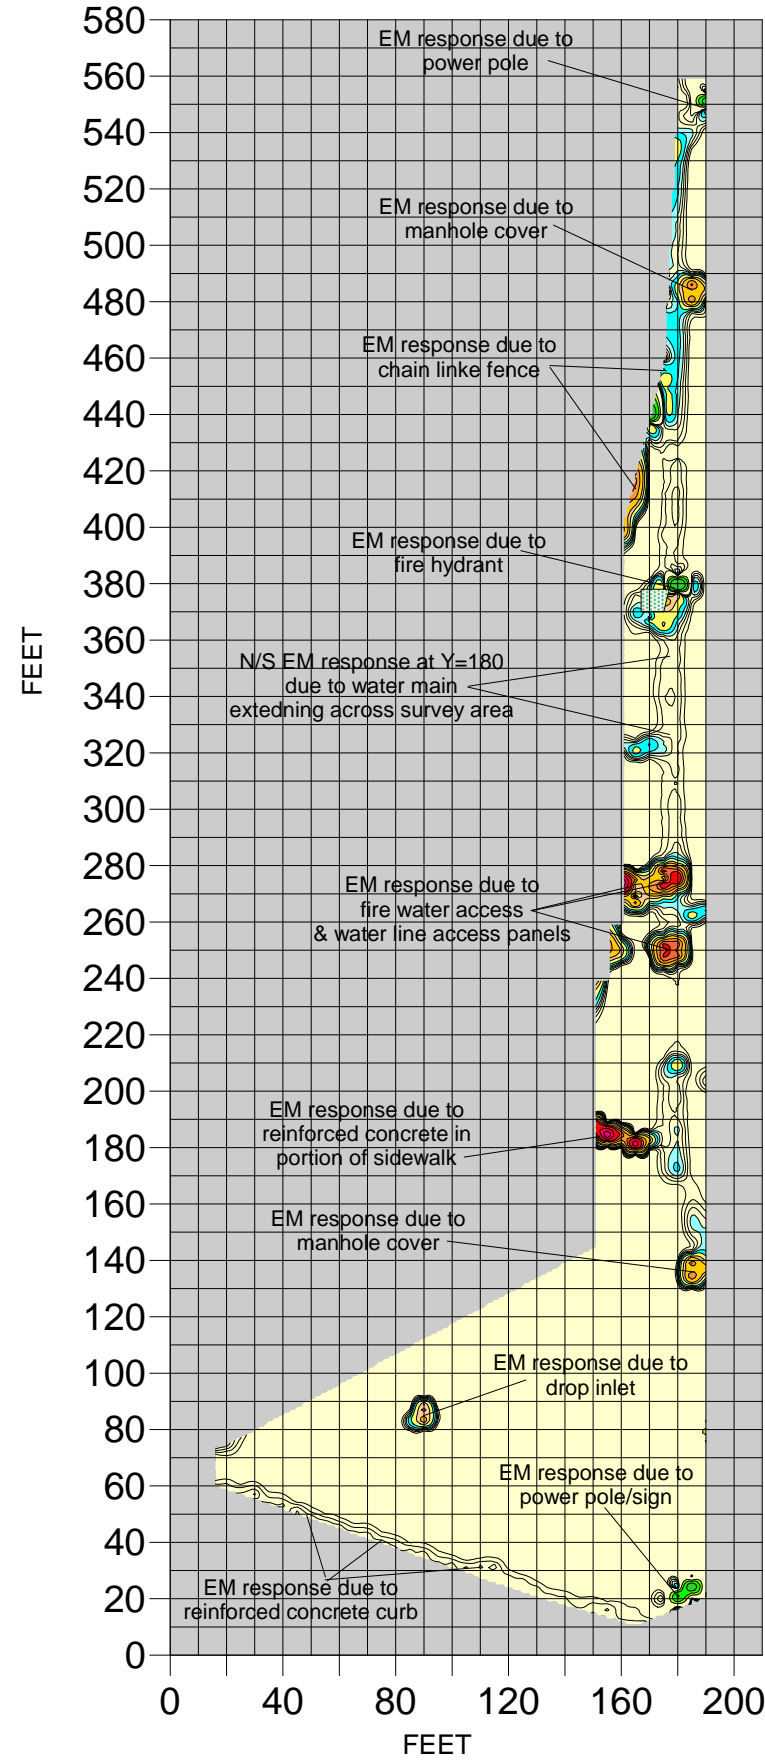 580
EM response due to
power pole
560
540
520
EM response due to
manhole cover
500
480
EM response due to
chain linke fence
460
440
420
400
EM response due to
fire hydrant
380
360
FEET
N/S EM response at Y=180
due to water main
extedning across survey area
340
320
300
280
EM response due to
fire water access
& water line access panels
260
240
220
200
EM response due to
reinforced concrete in
portion of sidewalk
180
160
EM response due to
manhole cover
140
120
100
EM response due to
drop inlet
80
60
EM response due to
power pole/sign
40
EM response due to
reinforced concrete curb
20
0
0 40 80 120 160 200
FEET